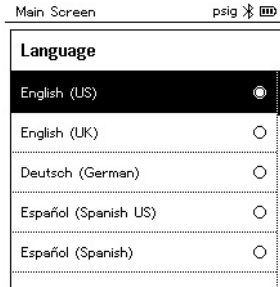 Main Screen psig
Language
English (US)
English (UK)
Deutsch (German)
Español (Spanish US)
Español (Spanish)